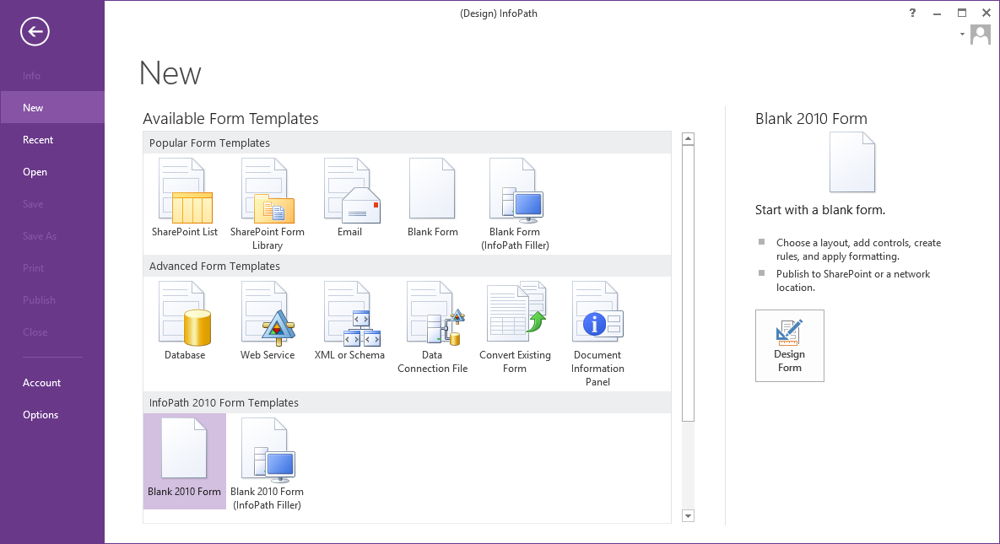 (Design) InfoPath
?
Info
New
Recent
Open
Save
Save As
Print
Publish
Close
Account
Options
New
Available Form Templates
Popular Form Templates
SharePoint List
SharePoint Form
Library
Email
Blank Form
Blank Form
(InfoPath Filler)
Advanced Form Templates
Database
Web Service
XML or Schema
Data
Connection File
Convert Existing
Form
Document
Information
Panel
InfoPath 2010 Form Templates
Blank 2010 Form
Blank 2010 Form
(InfoPath Filler)
Blank 2010 Form
Start with a blank form.
Choose a layout, add controls, create
rules, and apply formatting.
Publish to SharePoint or a network
location.
Design
Form